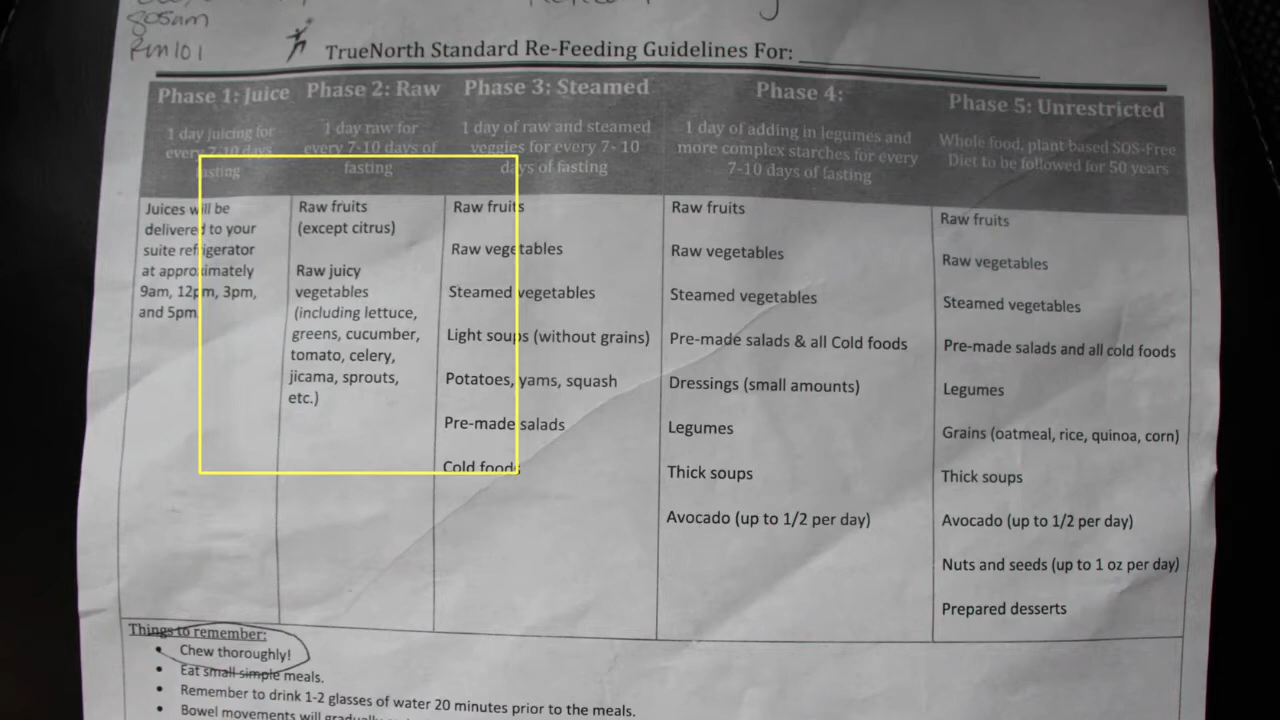 805am
Rm 101
TrueNorth Standard Re-Feeding Guidelines For:
Phase 1: Juice
1 day juicing for
every 7-10 days
fasting
Juices will be
delivered to your
suite refrigerator
at approximately
9am, 12pm, 3pm,
and 5pm
Phase 2: Raw
1 day raw for
every 7-10 days of
fasting
Raw fruits
(except citrus)
Raw juicy
vegetables
(including lettuce,
greens, cucumber,
tomato, celery,
jicama, sprouts,
etc.)
Phase 3: Steamed
1 day of raw and steamed
veggies for every 7- 10
days of fasting
Raw fruits
Raw vegetables
Steamed vegetables
Light soups (without grains)
Potatoes, yams, squash
Pre-made salads
Cold foods
Phase 4:
1 day of adding in legumes and
more complex starches for every
7-10 days of fasting
Raw fruits
Raw vegetables
Steamed vegetables
Pre-made salads & all Cold foods
Dressings (small amounts)
Legumes
Thick soups
Avocado (up to 1/2 per day)
Phase 5: Unrestricted
Whole food, plant based SOS-Free
Diet to be followed for 50 years
Raw fruits
Raw vegetables
Steamed vegetables
Pre-made salads and all cold foods
Legumes
Grains (oatmeal, rice, quinoa, corn)
Thick soups
Avocado (up to 1/2 per day)
Nuts and seeds (up to 1 oz per day)
Prepared desserts
Things to remember:
• Chew thoroughly!
• Eat small simple meals.
• Remember to drink 1-2 glasses of water 20 minutes prior to the meals.
• Bowel movements will